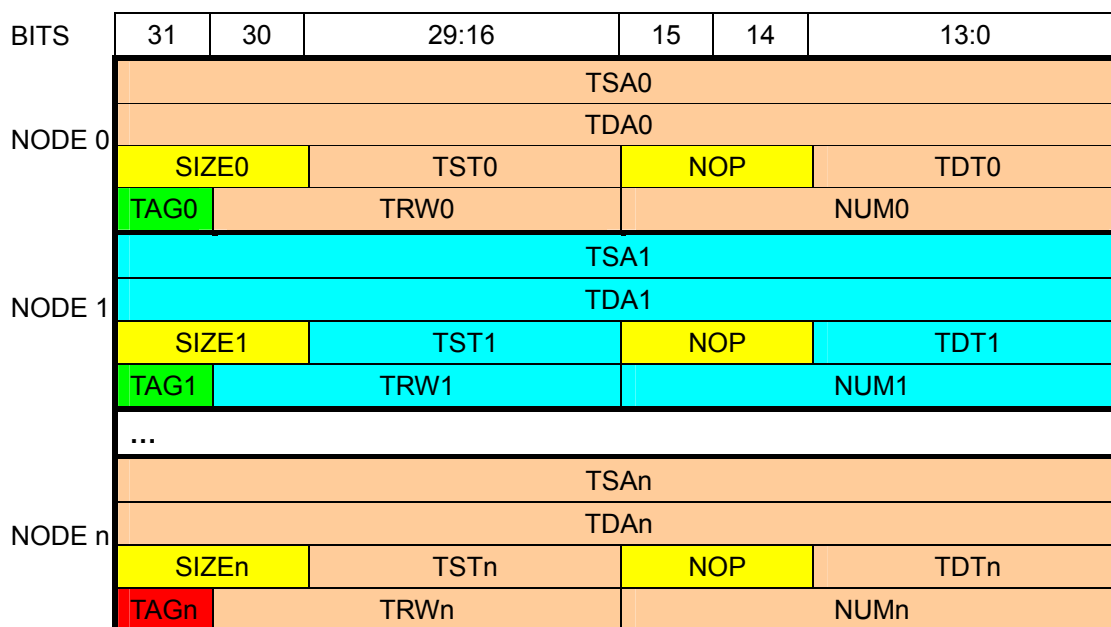 BITS 31 30 29:16 15 14 13:0
TSA0
TDA0
NODE 0
SIZE0 TST0 NOP TDT0
TAG0 TRW0 NUM0
TSA1
TDA1
NODE 1
SIZE1 TST1 NOP TDT1
TAG1 TRW1 NUM1
...
TSAn
TDAn
NODE n
SIZEn TSTn NOP TDTn
TAGn TRWn NUMn